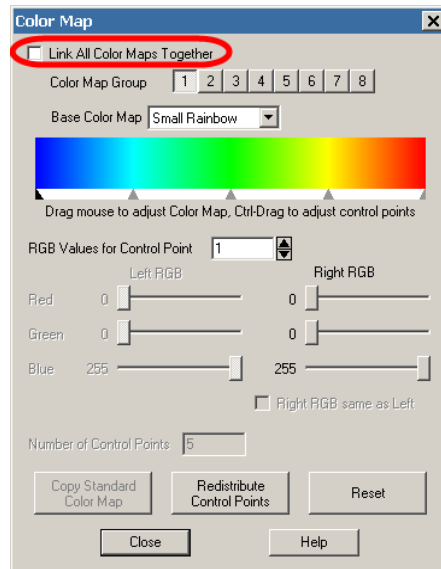 Color Map
Link All Color Maps Together
Color Map Group 1 2 3 4 5 6 7 8
Base Color Map Small Rainbow
Drag mouse to adjust Color Map, Ctrl-Drag to adjust control points
RGB Values for Control Point 1
Left RGB Right RGB
Red 0 0
Green 0 0
Blue 255 255
Right RGB same as Left
Number of Control Points 5
Copy Standard Color Map Redistribute Control Points Reset
Close Help